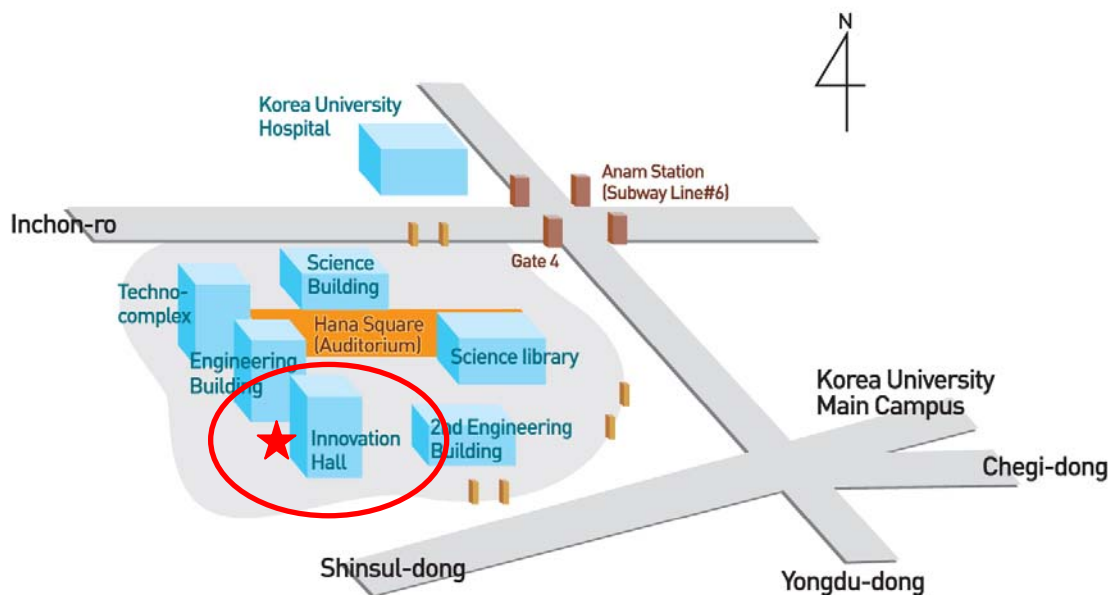 N
Korea University
Hospital
Anam Station
(Subway Line#6)
Inchon-ro
Gate 4
Science
Building
Techno-
complex
Hana Square
(Auditorium)
Engineering
Building
Science library
Korea University
Main Campus
Innovation
Hall
2nd Engineering
Building
Chegi-dong
Shinsul-dong
Yongdu-dong